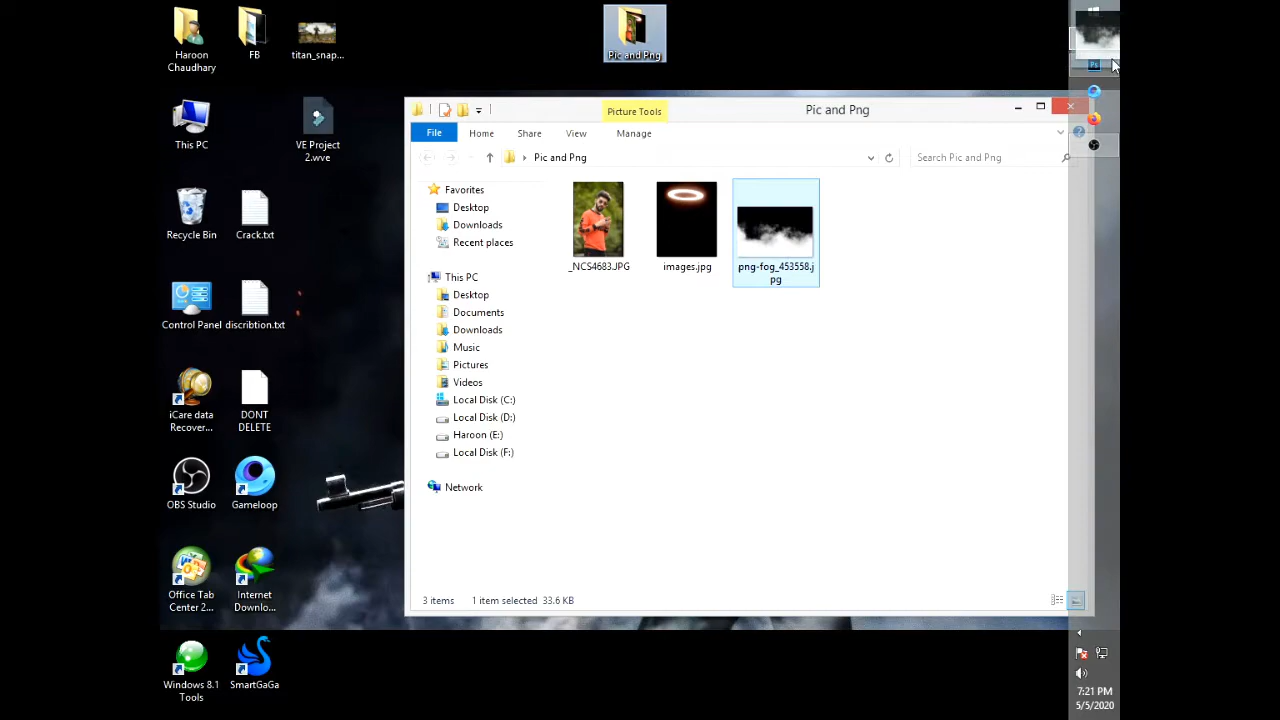 Haroon
Chaudhary
FB
titan_snap...
Pic and Png
Ps
This PC
VE Project
2.wve
Recycle Bin
Crack.txt
Control Panel
discribtion.txt
iCare data
Recover...
DONT
DELETE
OBS Studio
Gameloop
Office Tab
Center 2...
Internet
Downlo...
Windows 8.1
Tools
SmartGaGa
Picture Tools
Pic and Png
File
Home
Share
View
Manage
Pic and Png
Search Pic and Png
Favorites
Desktop
Downloads
Recent places
This PC
Desktop
Documents
Downloads
Music
Pictures
Videos
Local Disk (C:)
Local Disk (D:)
Haroon (E:)
Local Disk (F:)
Network
_NCS4683.JPG
images.jpg
png-fog_453558.j
pg
3 items
1 item selected 33.6 KB
7:21 PM
5/5/2020